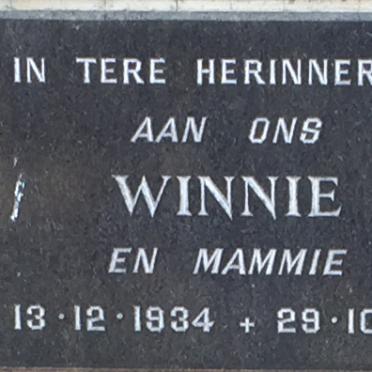 IN TERE HERINNER
AAN ONS
WINNIE
EN MAMMIE
13·12·1934 + 29·10